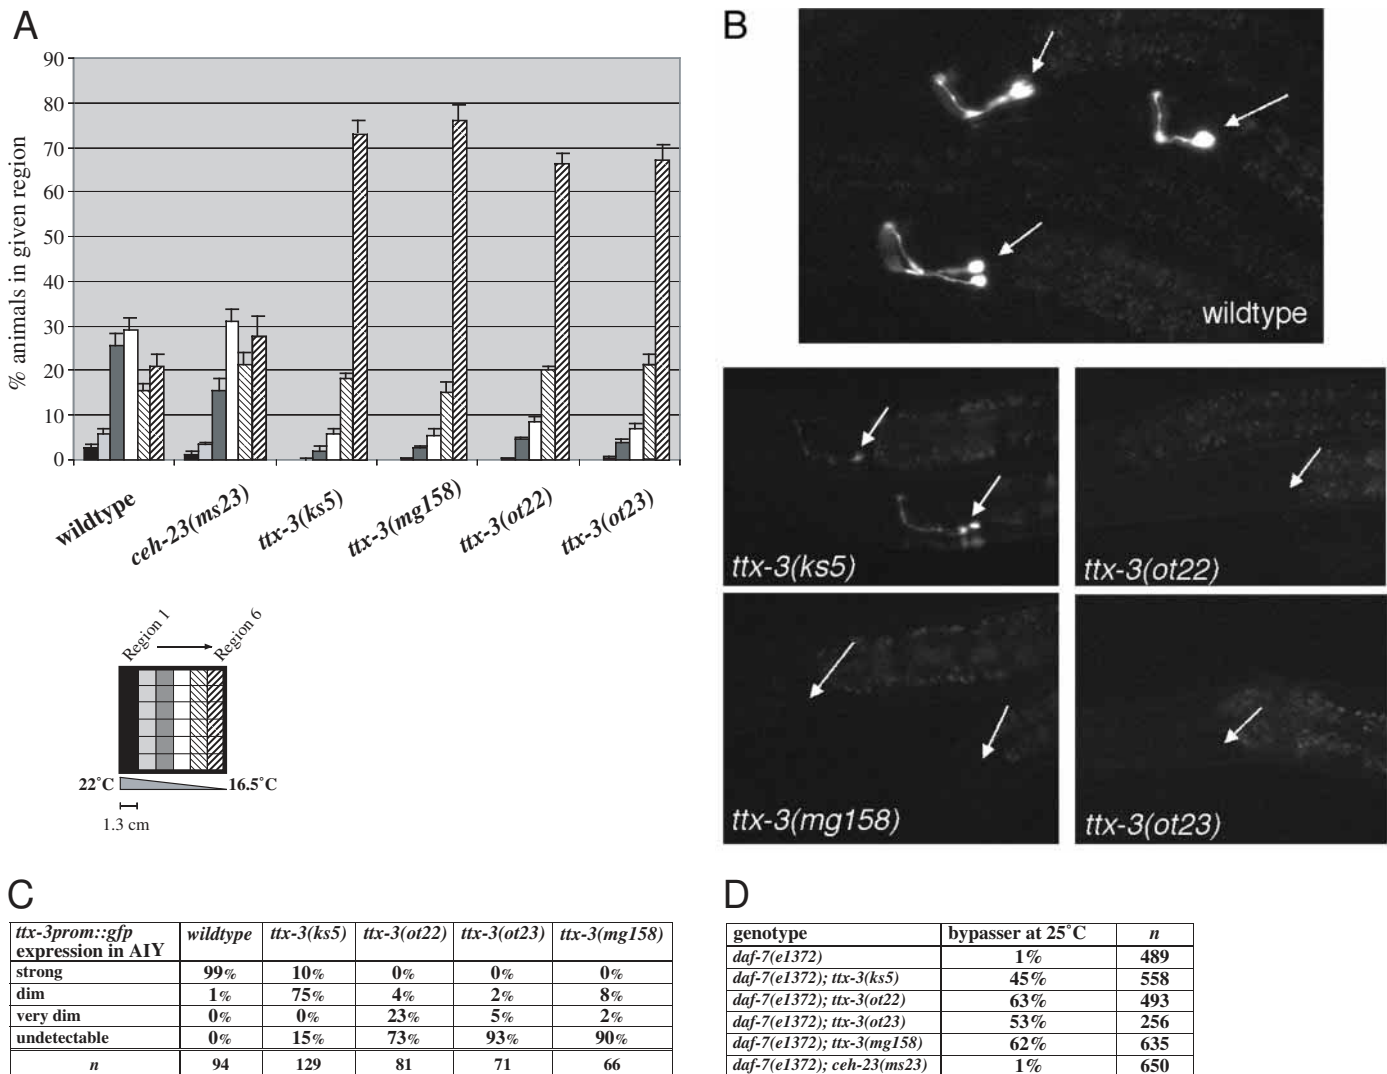 A
90
80
70
60
50
40
30
20
10
0
% animals in given region
wildtype
ceh-23(ms23)
ttx-3(ks5)
ttx-3(mg158)
ttx-3(ot22)
ttx-3(ot23)
Region 1
Region 6
22˚C
16.5˚C
1.3 cm
B
wildtype
ttx-3(ks5)
ttx-3(ot22)
ttx-3(mg158)
ttx-3(ot23)
C
ttx-3prom::gfp expression in AIY wildtype ttx-3(ks5) ttx-3(ot22) ttx-3(ot23) ttx-3(mg158)
strong 99% 10% 0% 0% 0%
dim 1% 75% 4% 2% 8%
very dim 0% 0% 23% 5% 2%
undetectable 0% 15% 73% 93% 90%
n 94 129 81 71 66
D
genotype bypasser at 25˚C n
daf-7(e1372) 1% 489
daf-7(e1372); ttx-3(ks5) 45% 558
daf-7(e1372); ttx-3(ot22) 63% 493
daf-7(e1372); ttx-3(ot23) 53% 256
daf-7(e1372); ttx-3(mg158) 62% 635
daf-7(e1372); ceh-23(ms23) 1% 650